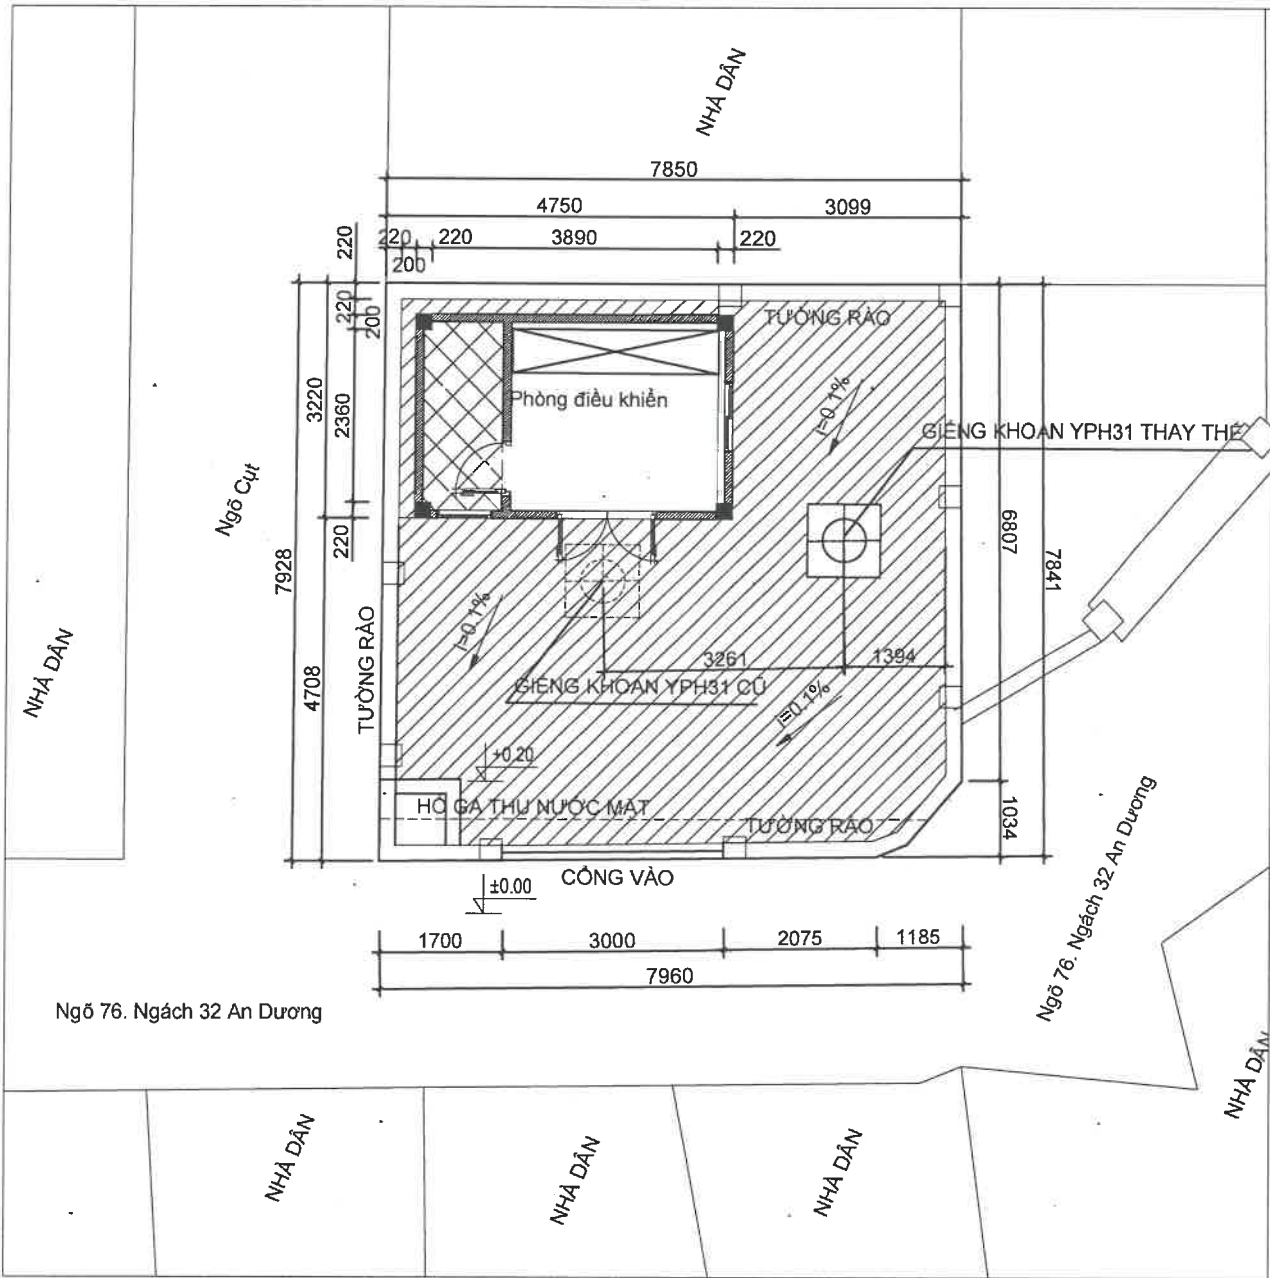 NHÀ DÂN
7850
4750
3099
220
220
220
3890
220
200
220
200
TƯỜNG RÀO
Phòng điều khiển
i=0.1%
GIẾNG KHOAN YPH31 THAY THẾ
3220
2360
Ngõ Cụt
220
6807
7841
7928
i=0.1%
TƯỜNG RÀO
NHÀ DÂN
4708
3261
1394
GIẾNG KHOAN YPH31 CŨ
i=0.1%
+0.20
HỐ GA THU NƯỚC MẶT
TƯỜNG RÀO
1034
CỔNG VÀO
±0.00
Ngõ 76. Ngách 32 An Dương
1700
3000
2075
1185
7960
Ngõ 76. Ngách 32 An Dương
NHÀ DÂN
NHÀ DÂN
NHÀ DÂN
NHÀ DÂN